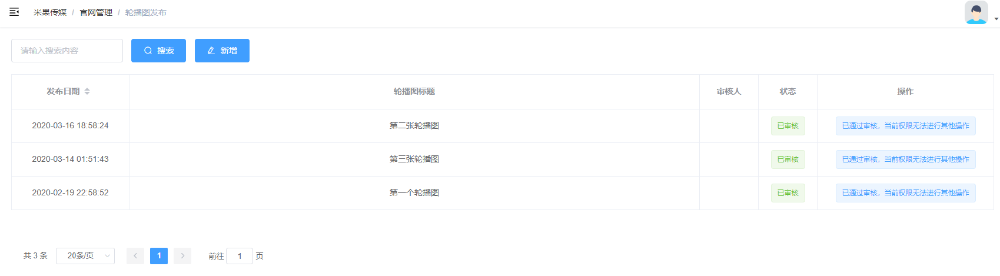 米果传媒 / 官网管理 / 轮播图发布
请输入搜索内容 搜索 新增
发布日期 轮播图标题 审核人 状态 操作
2020-03-16 18:58:24 第二张轮播图 已审核 已通过审核，当前权限无法进行其他操作
2020-03-14 01:51:43 第三张轮播图 已审核 已通过审核，当前权限无法进行其他操作
2020-02-19 22:58:52 第一个轮播图 已审核 已通过审核，当前权限无法进行其他操作
共 3 条 20条/页 1 前往 1 页